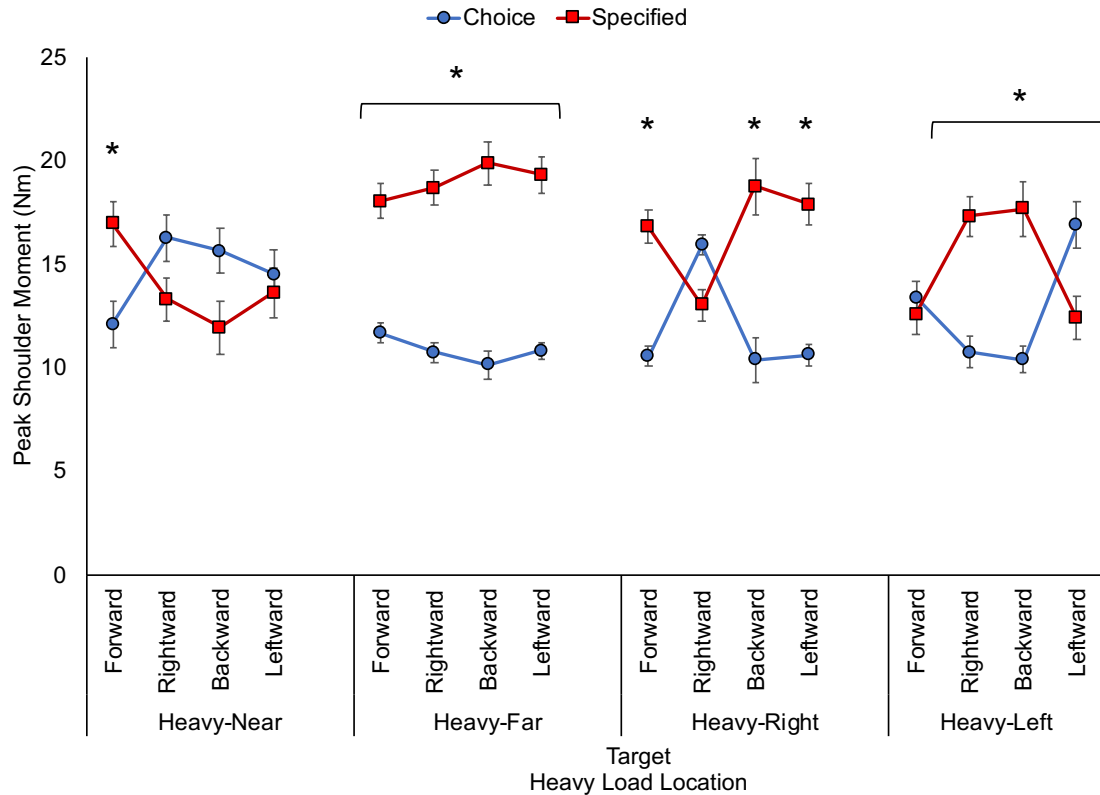 Choice Specified
25
*
*
20
* * * *
15
10
5
0
Peak Shoulder Moment (Nm)
Forward Rightward Backward Leftward Forward Rightward Backward Leftward Forward Rightward Backward Leftward Forward Rightward Backward Leftward
Heavy-Near Heavy-Far Heavy-Right Heavy-Left
Target
Heavy Load Location